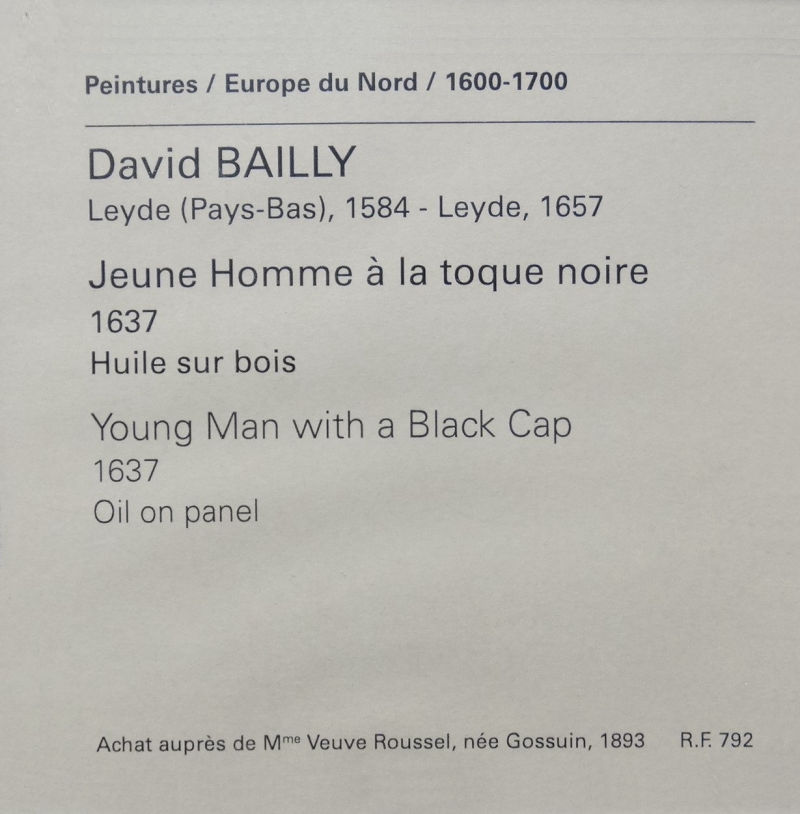 Peintures / Europe du Nord / 1600-1700
David BAILLY
Leyde (Pays-Bas), 1584 - Leyde, 1657
Jeune Homme à la toque noire
1637
Huile sur bois
Young Man with a Black Cap
1637
Oil on panel
Achat auprès de Mme Veuve Roussel, née Gossuin, 1893 R.F. 792